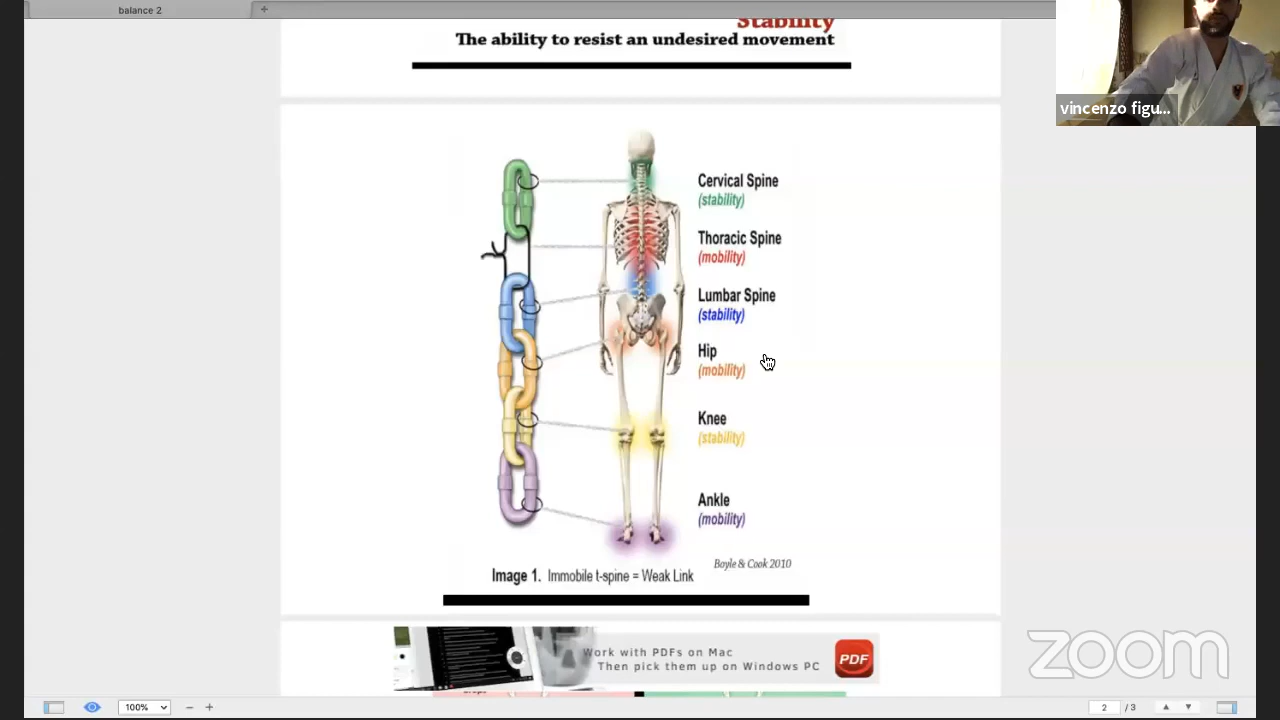 balance 2
Stability
The ability to resist an undesired movement
vincenzo figu...
Cervical Spine
(stability)
Thoracic Spine
(mobility)
Lumbar Spine
(stability)
Hip
(mobility)
Knee
(stability)
Ankle
(mobility)
Boyle & Cook 2010
Image 1. Immobile t-spine = Weak Link
Work with PDFs on Mac
Then pick them up on Windows PC
PDF
zoom
100%
2 / 3